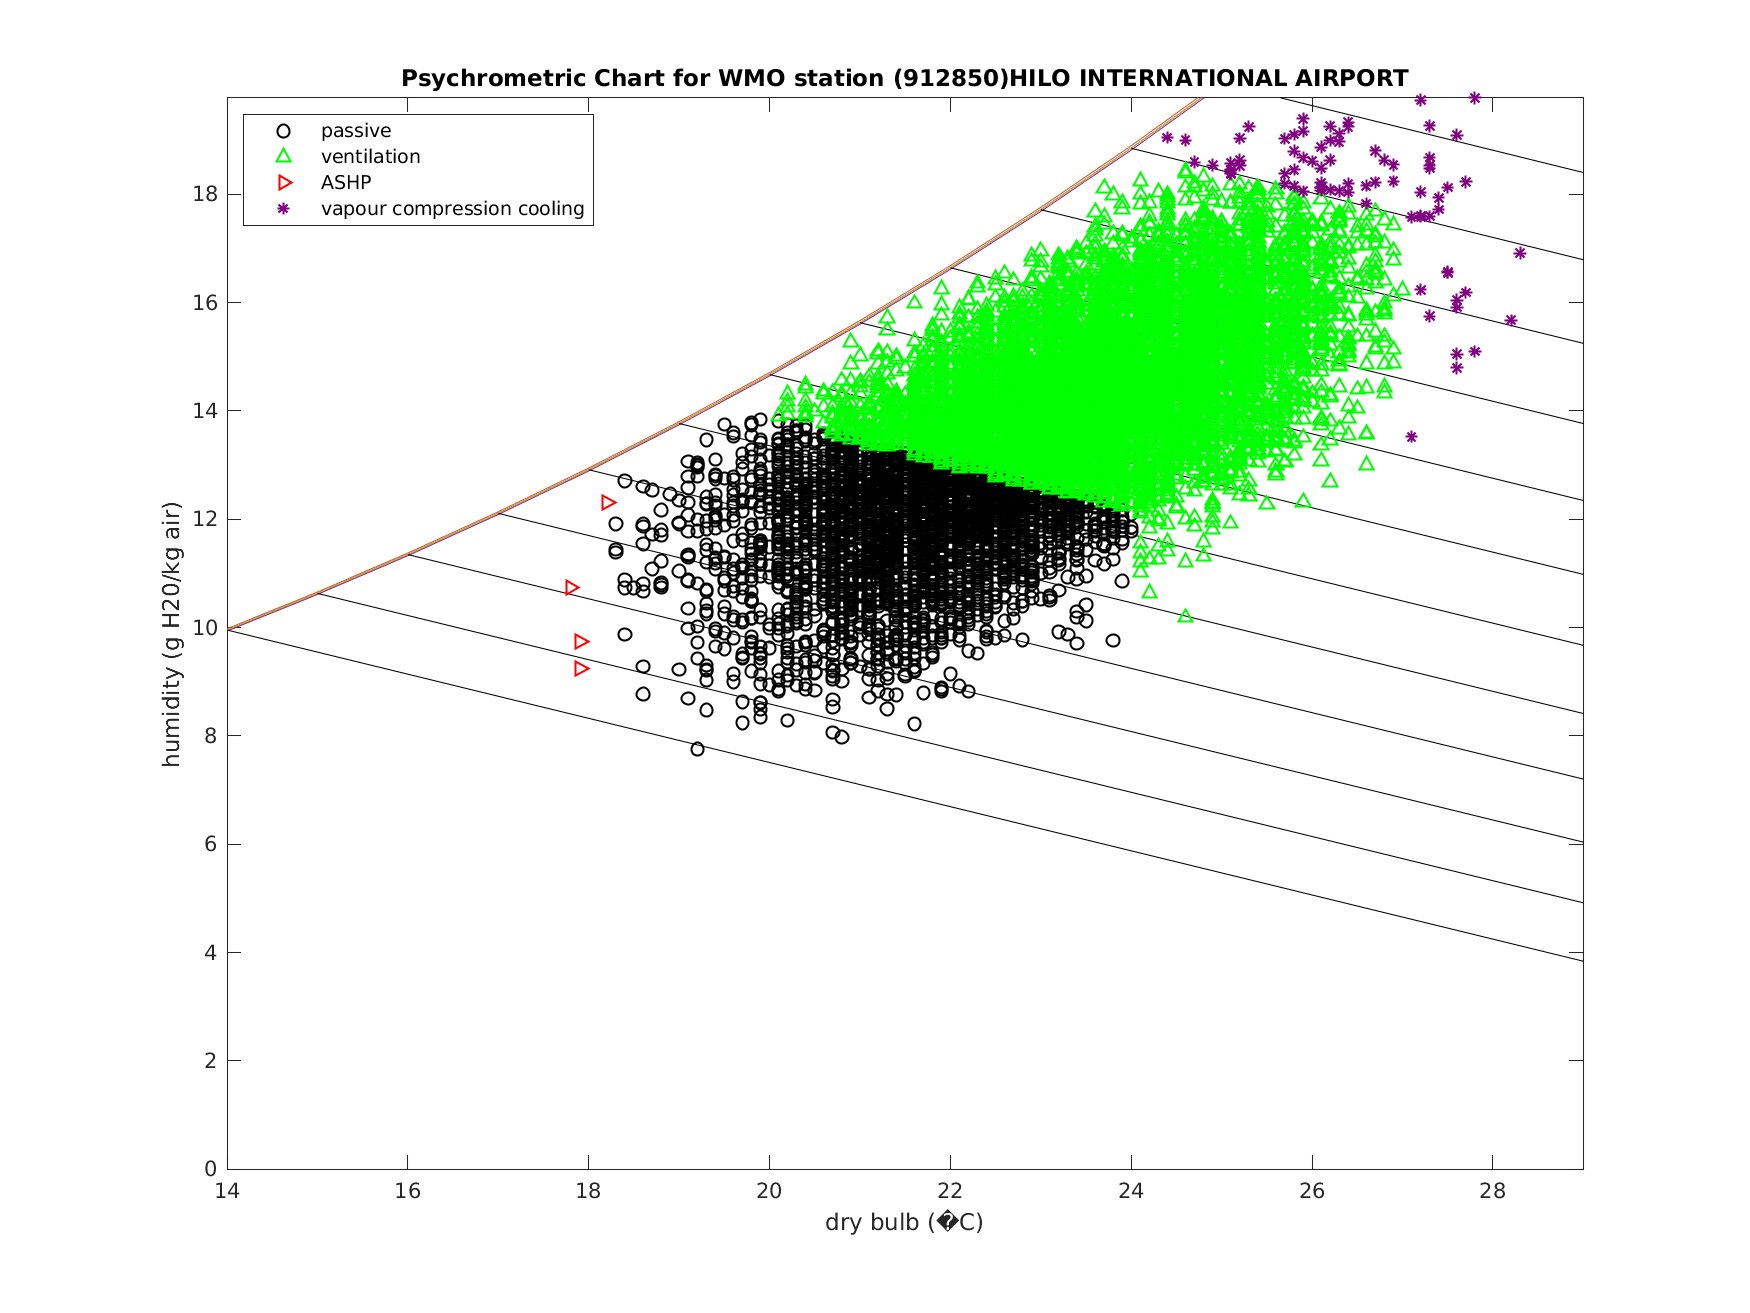 Psychrometric Chart for WMO station (912850)HILO INTERNATIONAL AIRPORT
passive
ventilation
ASHP
vapour compression cooling
humidity (g H20/kg air)
18
16
14
12
10
8
6
4
2
0
14 16 18 20 22 24 26 28
dry bulb (�C)